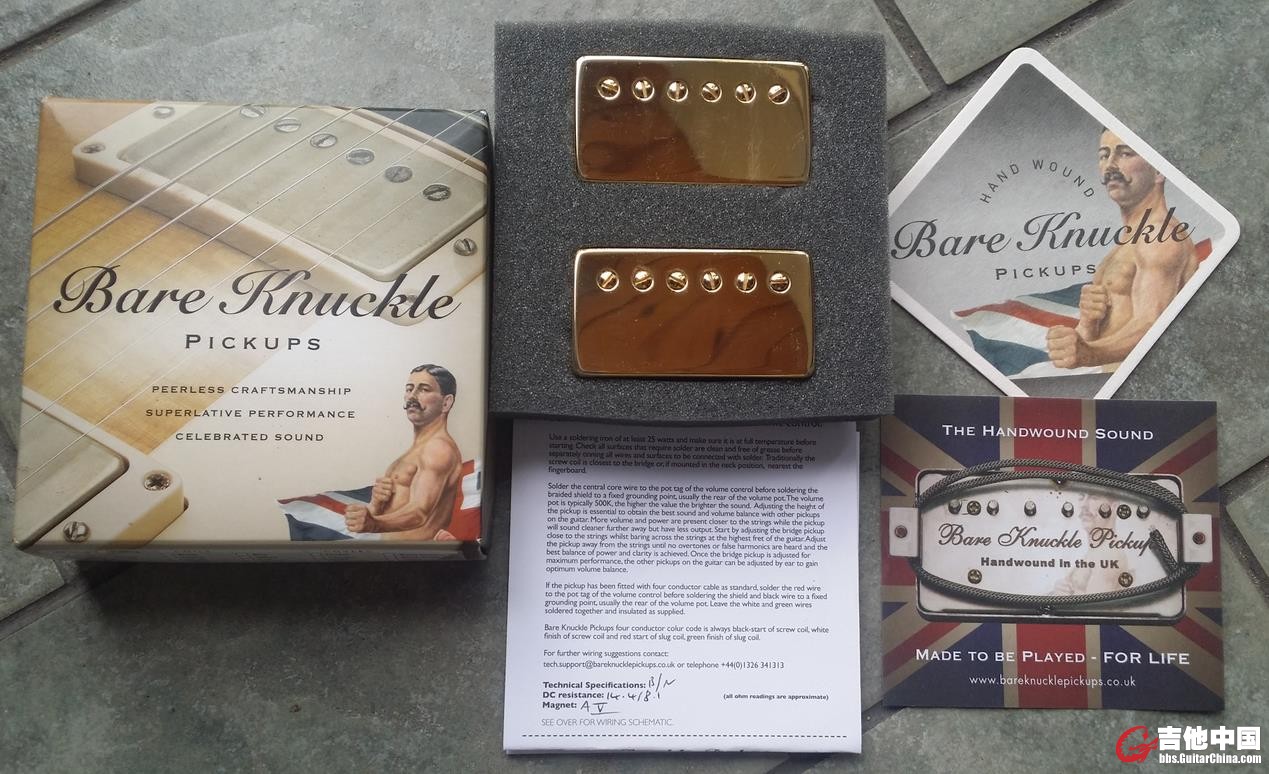 Bare Knuckle
PICKUPS
PEERLESS CRAFTSMANSHIP
SUPERLATIVE PERFORMANCE
CELEBRATED SOUND
HAND WOUND
Bare Knuckle
PICKUPS
control.
Use a soldering iron of at least 25 watts and make sure it is at full temperature before
starting. Check all surfaces that require solder are clean and free of grease before
separately tinning all wires and surfaces to be connected with solder. Traditionally the
screw coil is closest to the bridge or, if mounted in the neck position, nearest the
fingerboard.
Solder the central core wire to the pot tag of the volume control before soldering the
braided shield to a fixed grounding point, usually the rear of the volume pot. The volume
pot is typically 500K, the higher the value the brighter the sound. Adjusting the height of
the pickup is essential to obtain the best sound and volume balance with other pickups
on the guitar. More volume and power are present closer to the strings while the pickup
will sound cleaner further away but have less output. Start by adjusting the bridge pickup
close to the strings whilst baring across the strings at the highest fret of the guitar. Adjust
the pickup away from the strings until no overtones or false harmonics are heard and the
best balance of power and clarity is achieved. Once the bridge pickup is adjusted for
maximum performance, the other pickups on the guitar can be adjusted by ear to gain
optimum volume balance.
If the pickup has been fitted with four conductor cable as standard, solder the red wire
to the pot tag of the volume control before soldering the shield and black wire to a fixed
grounding point, usually the rear of the volume pot. Leave the white and green wires
soldered together and insulated as supplied.
Bare Knuckle Pickups four conductor colur code is always black-start of screw coil, white
finish of screw coil and red start of slug coil, green finish of slug coil.
For further wiring suggestions contact:
tech.support@bareknucklepickups.co.uk or telephone +44(0)1326 341313
Technical Specifications: B/N
DC resistance: 14.4/8.1 (all ohm readings are approximate)
Magnet: A V
SEE OVER FOR WIRING SCHEMATIC.
THE HANDWOUND SOUND
Bare Knuckle Pickup
Handwound in the UK
MADE TO BE PLAYED - FOR LIFE
www.bareknucklepickups.co.uk
吉他中国
bbs.GuitarChina.com